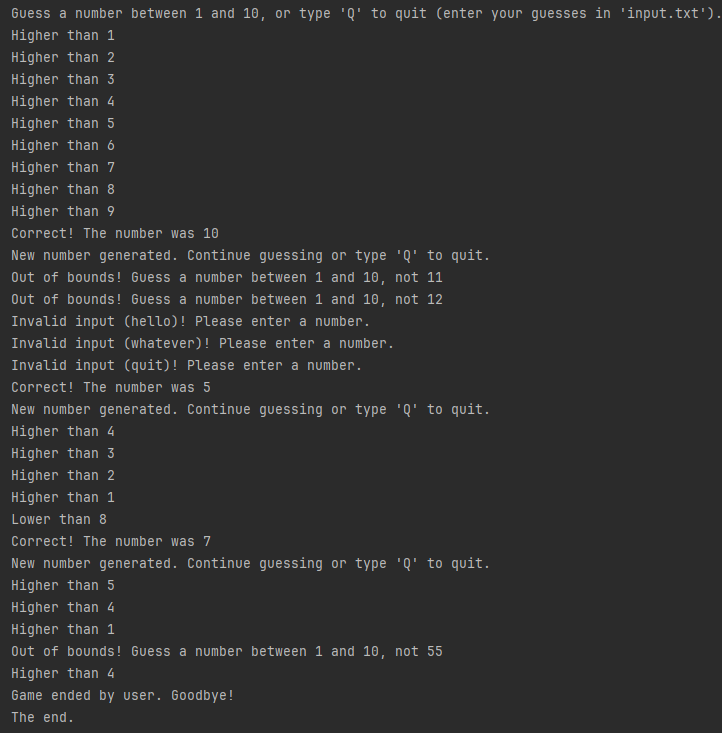 Guess a number between 1 and 10, or type 'Q' to quit (enter your guesses in 'input.txt').
Higher than 1
Higher than 2
Higher than 3
Higher than 4
Higher than 5
Higher than 6
Higher than 7
Higher than 8
Higher than 9
Correct! The number was 10
New number generated. Continue guessing or type 'Q' to quit.
Out of bounds! Guess a number between 1 and 10, not 11
Out of bounds! Guess a number between 1 and 10, not 12
Invalid input (hello)! Please enter a number.
Invalid input (whatever)! Please enter a number.
Invalid input (quit)! Please enter a number.
Correct! The number was 5
New number generated. Continue guessing or type 'Q' to quit.
Higher than 4
Higher than 3
Higher than 2
Higher than 1
Lower than 8
Correct! The number was 7
New number generated. Continue guessing or type 'Q' to quit.
Higher than 5
Higher than 4
Higher than 1
Out of bounds! Guess a number between 1 and 10, not 55
Higher than 4
Game ended by user. Goodbye!
The end.